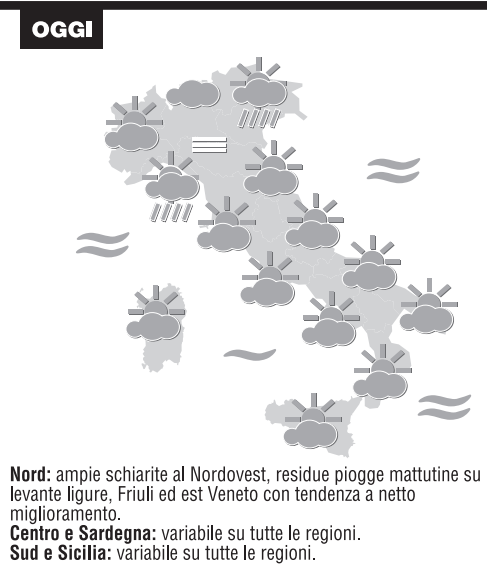 OGGI
Nord: ampie schiarite al Nordovest, residue piogge mattutine su
levante ligure, Friuli ed est Veneto con tendenza a netto
miglioramento.
Centro e Sardegna: variabile su tutte le regioni.
Sud e Sicilia: variabile su tutte le regioni.